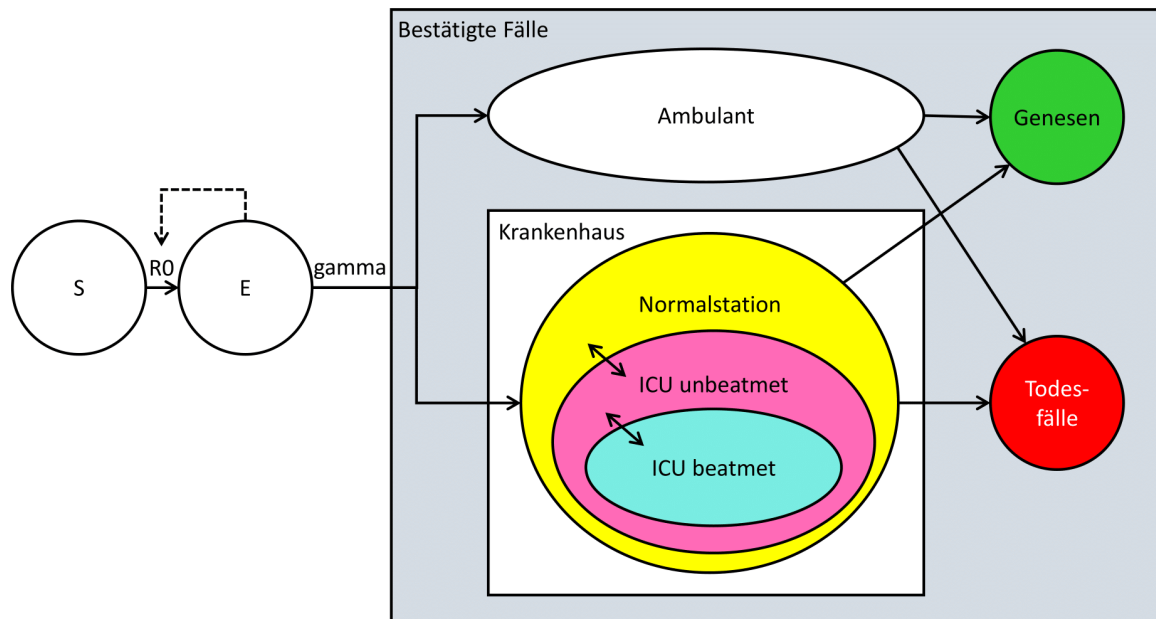 Bestätigte Fälle
Ambulant
Genesen
Krankenhaus
R0
gamma
S
E
Normalstation
ICU unbeatmet
Todes-
fälle
ICU beatmet